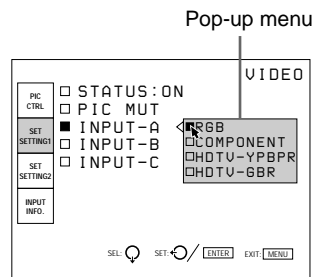 Pop-up menu
VIDEO
PIC
CTRL
SET
SETTING1
SET
SETTING2
INPUT
INFO.
STATUS:ON
PIC MUT
INPUT-A
INPUT-B
INPUT-C
RGB
COMPONENT
HDTV-YPBPR
HDTV-GBR
SEL: SET: / ENTER EXIT: MENU